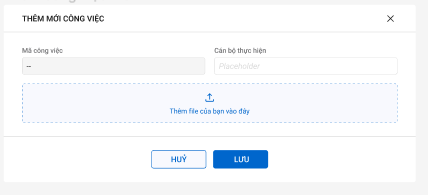 THÊM MỚI CÔNG VIỆC
Mã công việc
Cán bộ thực hiện
--
Placeholder
Thêm file của bạn vào đây
HUỶ
LƯU